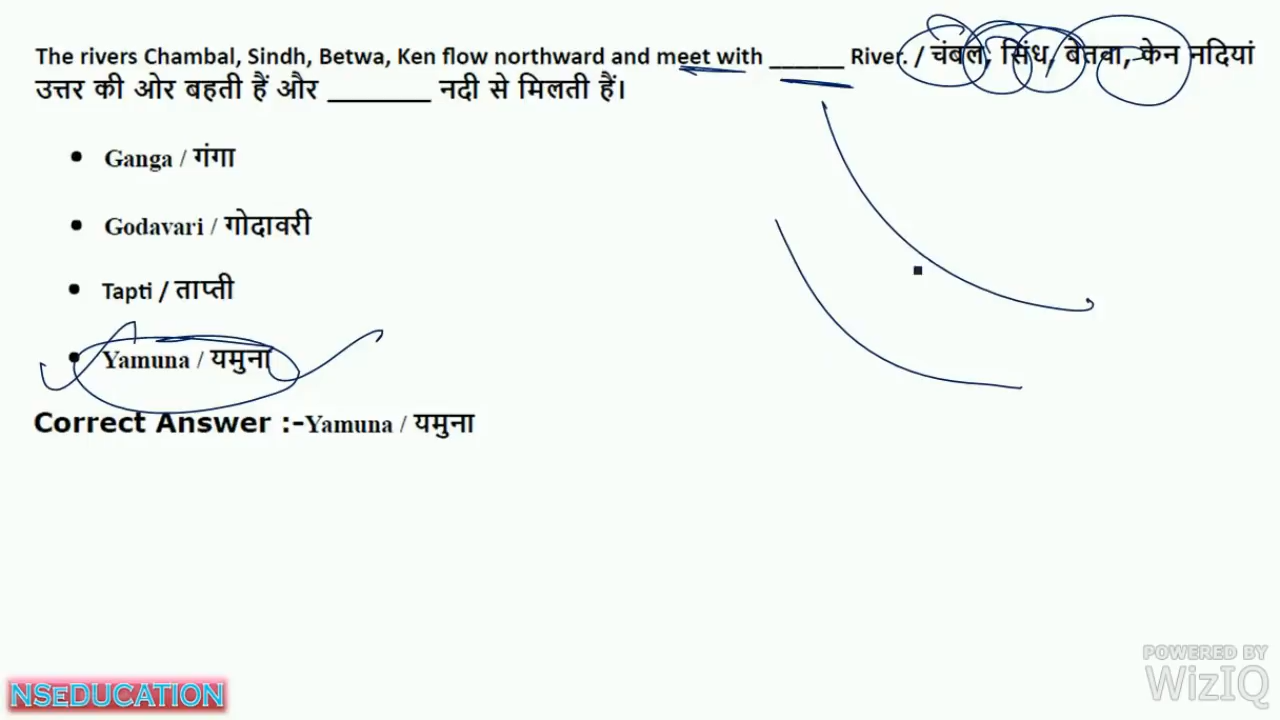 The rivers Chambal, Sindh, Betwa, Ken flow northward and meet with ______ River. / चंबल, सिंध, बेतवा, केन नदियां
उत्तर की ओर बहती हैं और ________ नदी से मिलती हैं।
• Ganga / गंगा
• Godavari / गोदावरी
• Tapti / ताप्ती
• Yamuna / यमुना
Correct Answer :-Yamuna / यमुना
POWERED BY
WizIQ
NSEDUCATION